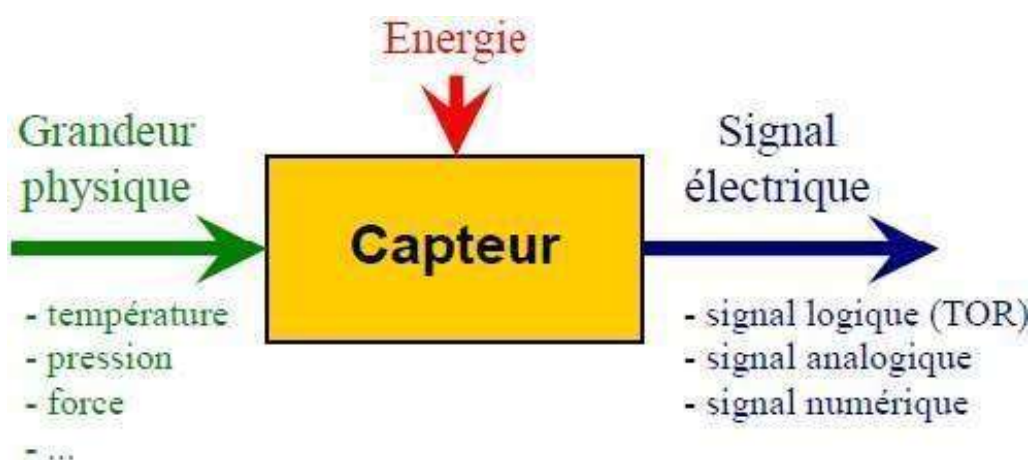 Energie
Grandeur
physique
Signal
électrique
Capteur
- température
- pression
- force
- ...
- signal logique (TOR)
- signal analogique
- signal numérique